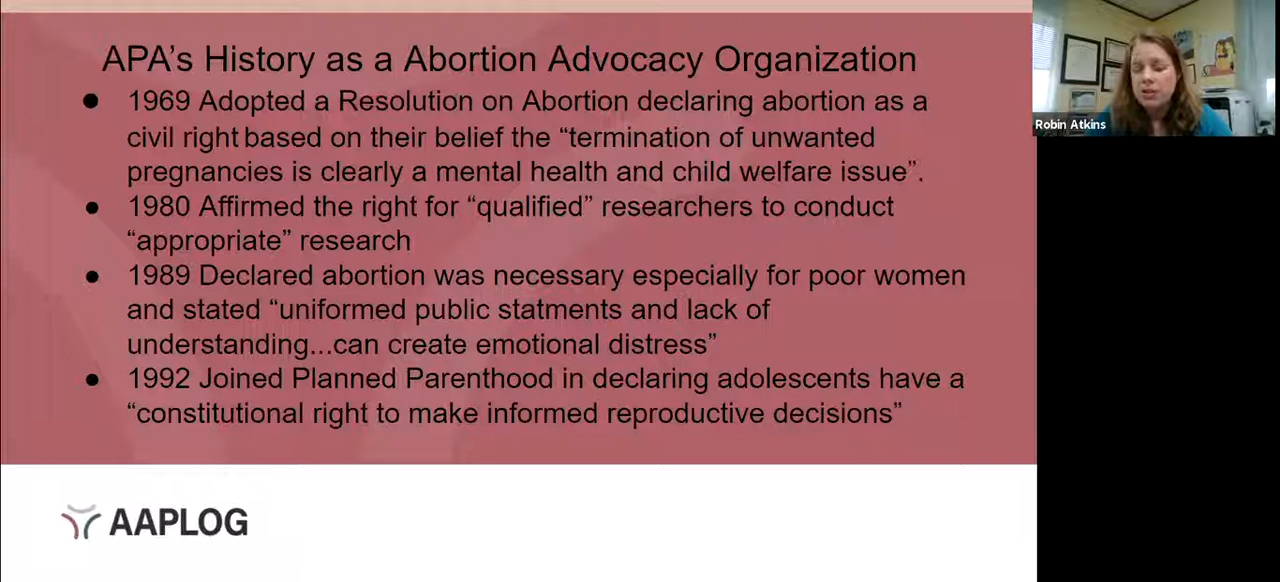 APA's History as a Abortion Advocacy Organization
● 1969 Adopted a Resolution on Abortion declaring abortion as a
civil right based on their belief the “termination of unwanted
pregnancies is clearly a mental health and child welfare issue”.
● 1980 Affirmed the right for “qualified” researchers to conduct
“appropriate” research
● 1989 Declared abortion was necessary especially for poor women
and stated “uniformed public statments and lack of
understanding...can create emotional distress”
● 1992 Joined Planned Parenthood in declaring adolescents have a
“constitutional right to make informed reproductive decisions”
Robin Atkins
AAPLOG